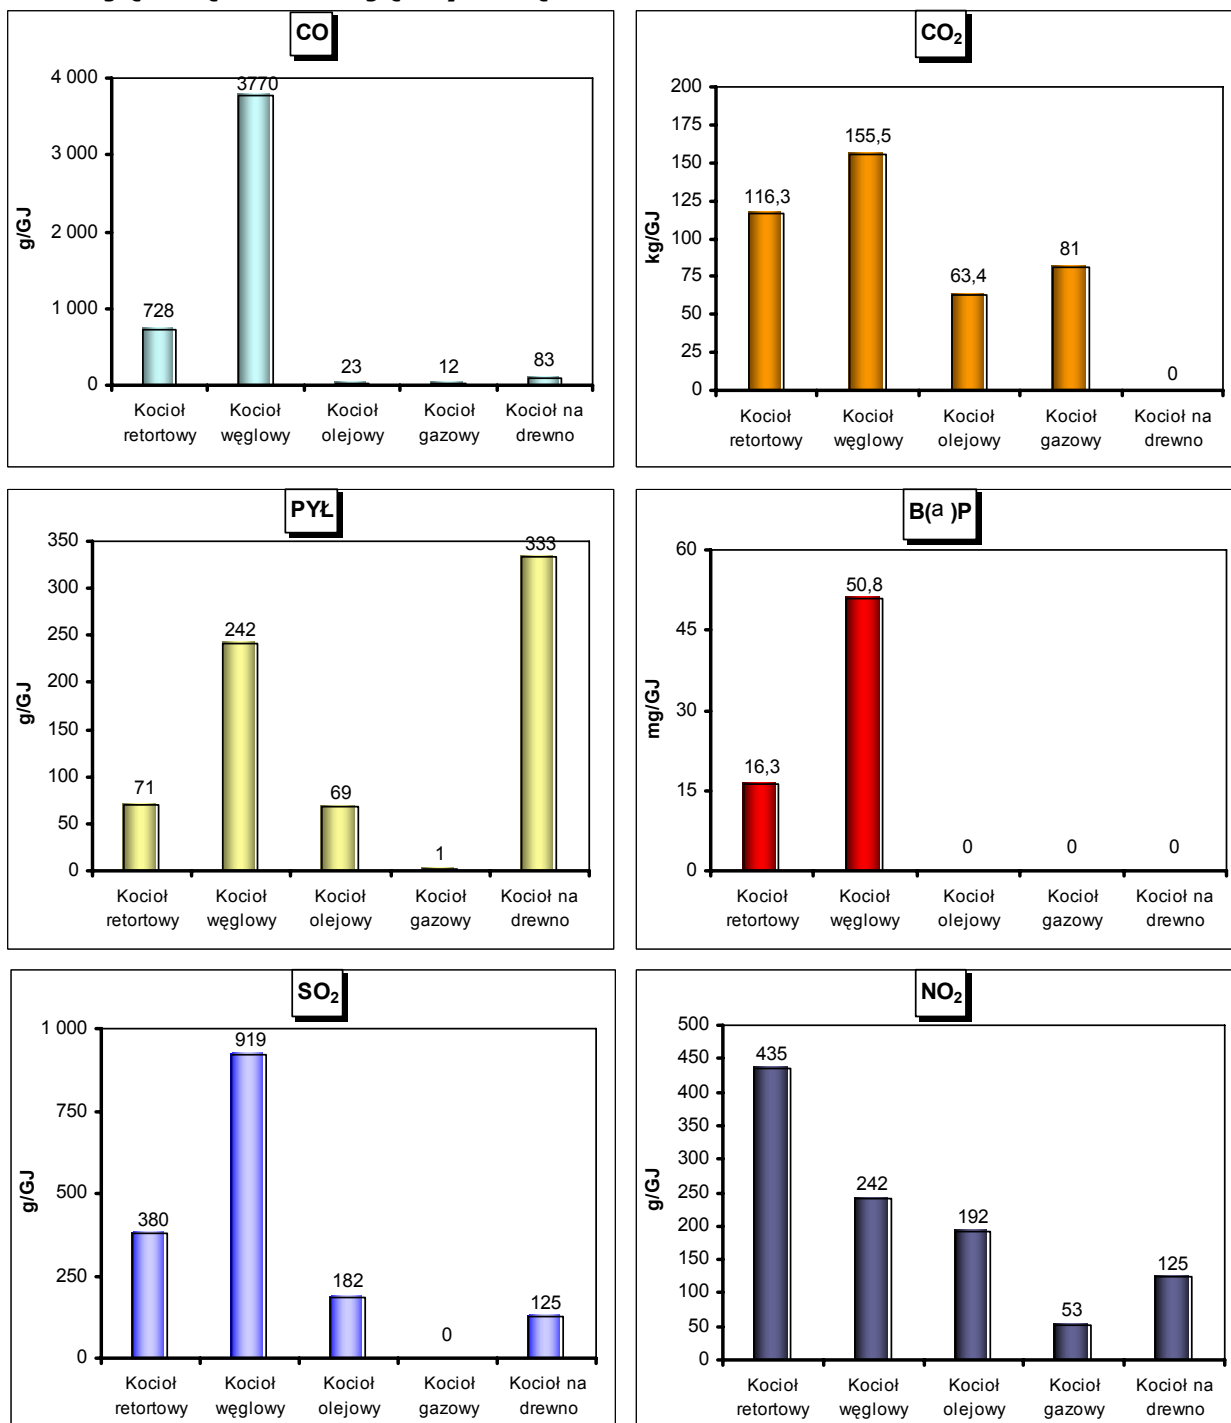 CO
g/GJ
4 000
3 000
2 000
1 000
0
728
3770
23
12
83
Kocioł retortowy
Kocioł węglowy
Kocioł olejowy
Kocioł gazowy
Kocioł na drewno
CO₂
kg/GJ
200
175
150
125
100
75
50
25
0
116,3
155,5
63,4
81
0
Kocioł retortowy
Kocioł węglowy
Kocioł olejowy
Kocioł gazowy
Kocioł na drewno
PYŁ
g/GJ
350
300
250
200
150
100
50
0
71
242
69
1
333
Kocioł retortowy
Kocioł węglowy
Kocioł olejowy
Kocioł gazowy
Kocioł na drewno
B(a )P
mg/GJ
60
45
30
15
0
16,3
50,8
0
0
0
Kocioł retortowy
Kocioł węglowy
Kocioł olejowy
Kocioł gazowy
Kocioł na drewno
SO₂
g/GJ
1 000
750
500
250
0
380
919
182
0
125
Kocioł retortowy
Kocioł węglowy
Kocioł olejowy
Kocioł gazowy
Kocioł na drewno
NO₂
g/GJ
500
450
400
350
300
250
200
150
100
50
0
435
242
192
53
125
Kocioł retortowy
Kocioł węglowy
Kocioł olejowy
Kocioł gazowy
Kocioł na drewno